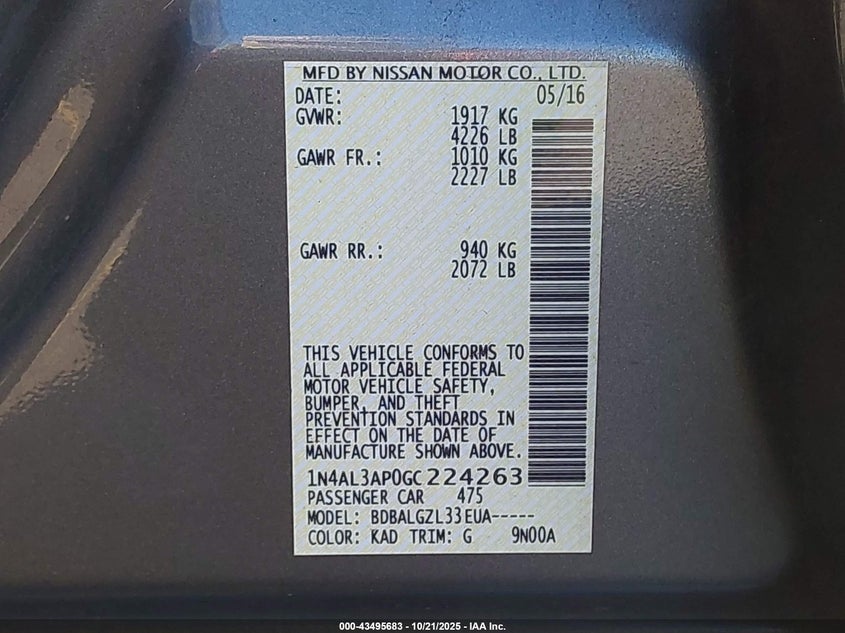 MFD BY NISSAN MOTOR CO., LTD.
DATE: 05/16
GVWR: 1917 KG
4226 LB
GAWR FR.: 1010 KG
2227 LB
GAWR RR.: 940 KG
2072 LB
THIS VEHICLE CONFORMS TO
ALL APPLICABLE FEDERAL
MOTOR VEHICLE SAFETY,
BUMPER, AND THEFT
PREVENTION STANDARDS IN
EFFECT ON THE DATE OF
MANUFACTURE SHOWN ABOVE.
1N4AL3AP0GC224263
PASSENGER CAR 475
MODEL: BDBALGZL33EUA-----
COLOR: KAD TRIM: G 9N00A
000-43495683 - 10/21/2025 - IAA Inc.